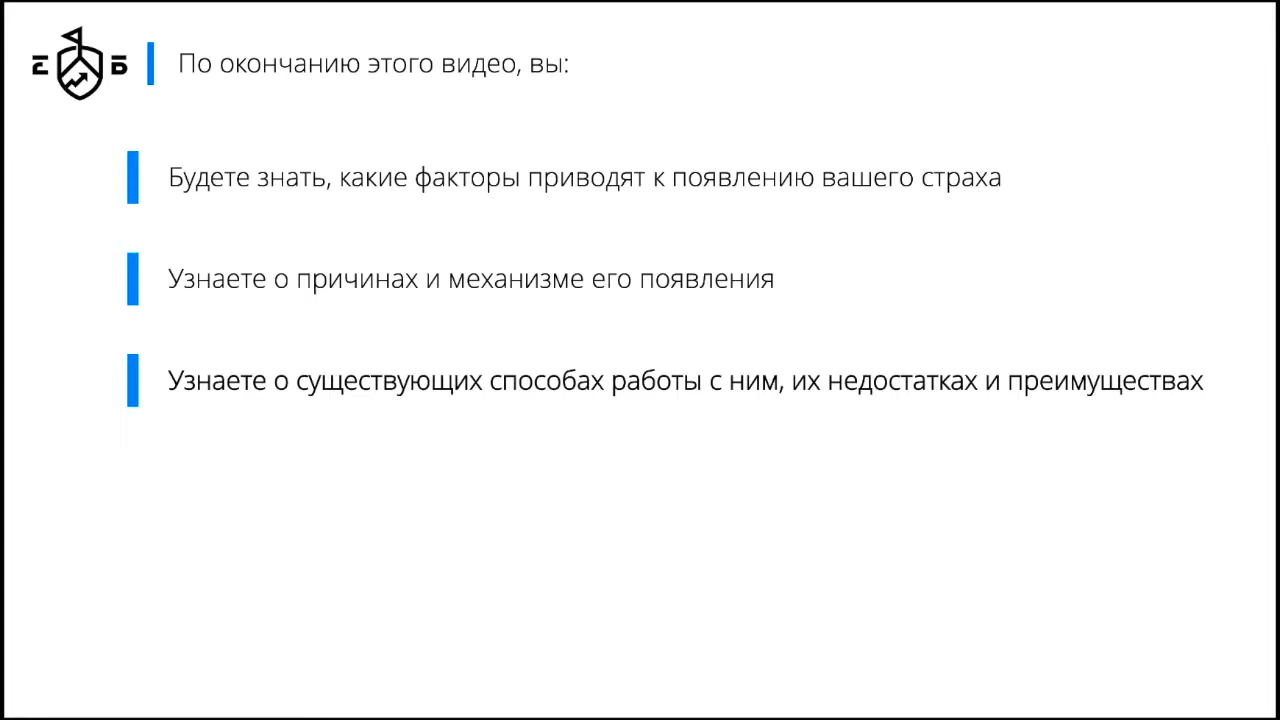 Є Б
По окончанию этого видео, вы:
Будете знать, какие факторы приводят к появлению вашего страха
Узнаете о причинах и механизме его появления
Узнаете о существующих способах работы с ним, их недостатках и преимуществах